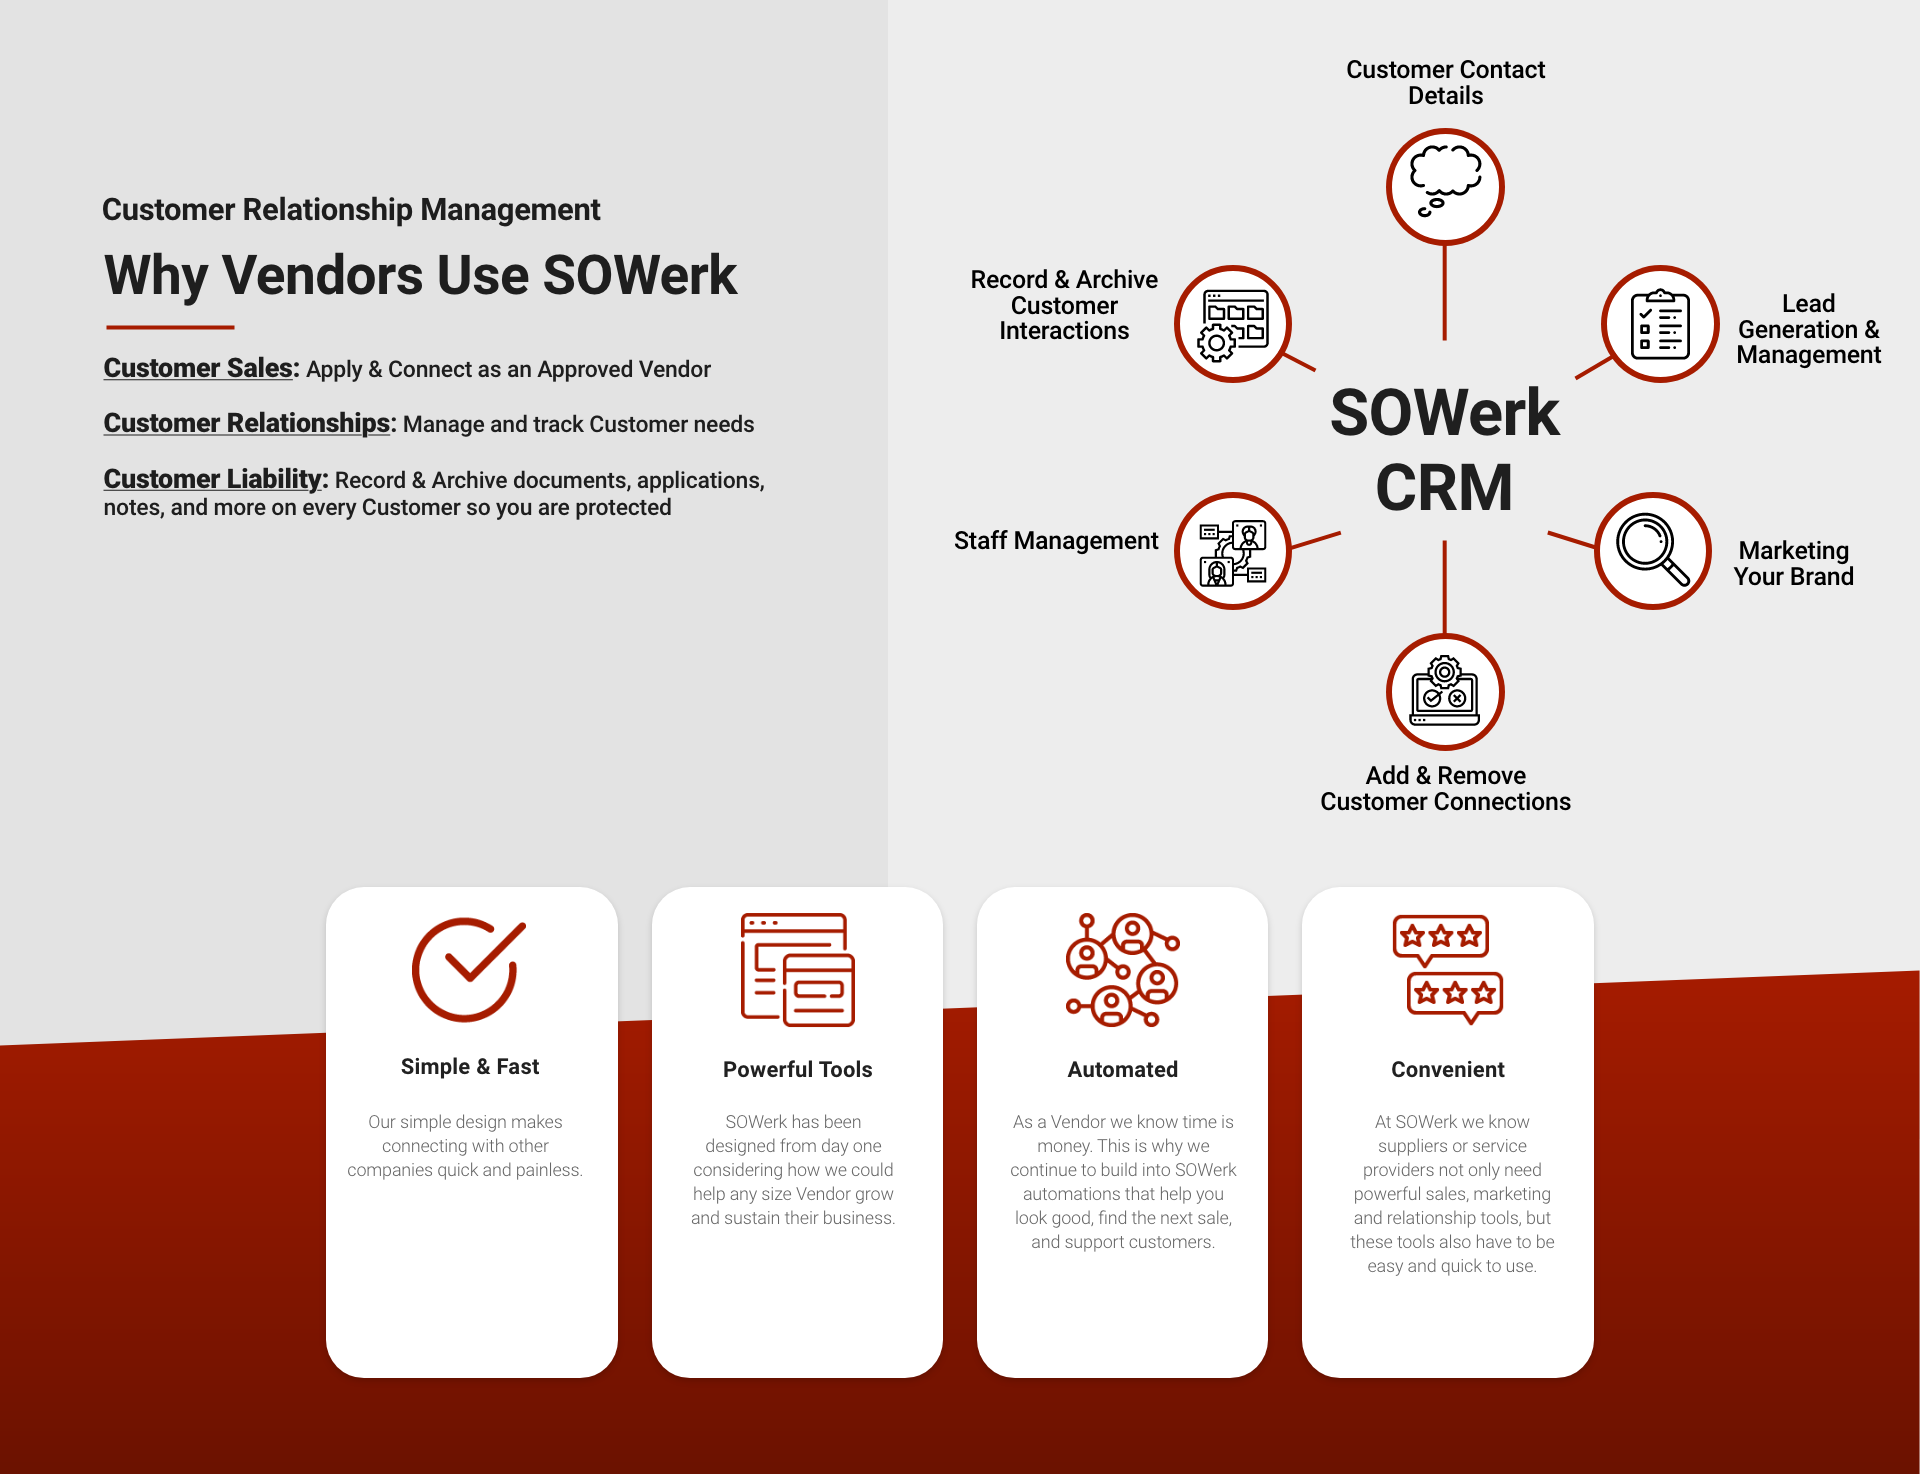 Customer Relationship Management
Why Vendors Use SOWerk
Customer Sales: Apply & Connect as an Approved Vendor
Customer Relationships: Manage and track Customer needs
Customer Liability: Record & Archive documents, applications,
notes, and more on every Customer so you are protected
Customer Contact
Details
Record & Archive
Customer
Interactions
Lead
Generation &
Management
SOWerk
CRM
Staff Management
Marketing
Your Brand
Add & Remove
Customer Connections
Simple & Fast
Our simple design makes
connecting with other
companies quick and painless.
Powerful Tools
SOWerk has been
designed from day one
considering how we could
help any size Vendor grow
and sustain their business.
Automated
As a Vendor we know time is
money. This is why we
continue to build into SOWerk
automations that help you
look good, find the next sale,
and support customers.
Convenient
At SOWerk we know
suppliers or service
providers not only need
powerful sales, marketing
and relationship tools, but
these tools also have to be
easy and quick to use.